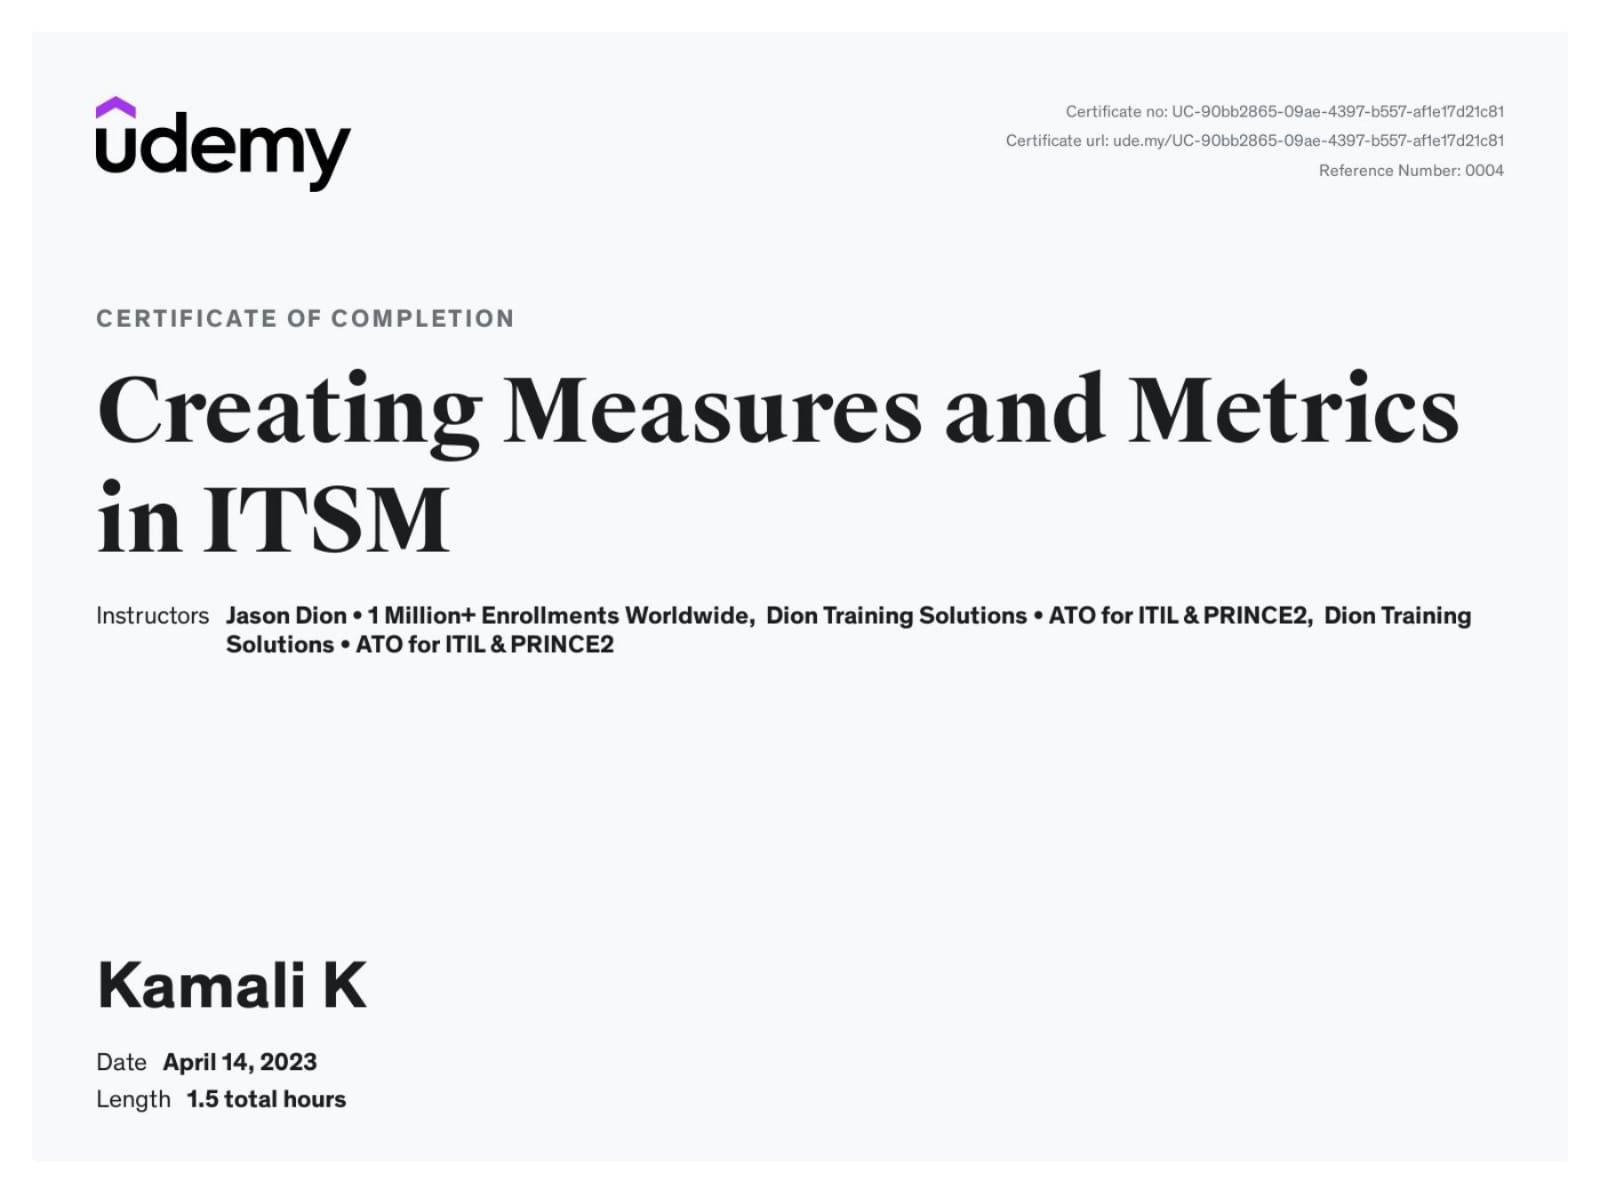 udemy
Certificate no: UC-90bb2865-09ae-4397-b557-af1e17d21c81
Certificate url: ude.my/UC-90bb2865-09ae-4397-b557-af1e17d21c81
Reference Number: 0004
CERTIFICATE OF COMPLETION
Creating Measures and Metrics
in ITSM
Instructors Jason Dion • 1 Million+ Enrollments Worldwide, Dion Training Solutions • ATO for ITIL & PRINCE2, Dion Training
Solutions • ATO for ITIL & PRINCE2
Kamali K
Date April 14, 2023
Length 1.5 total hours